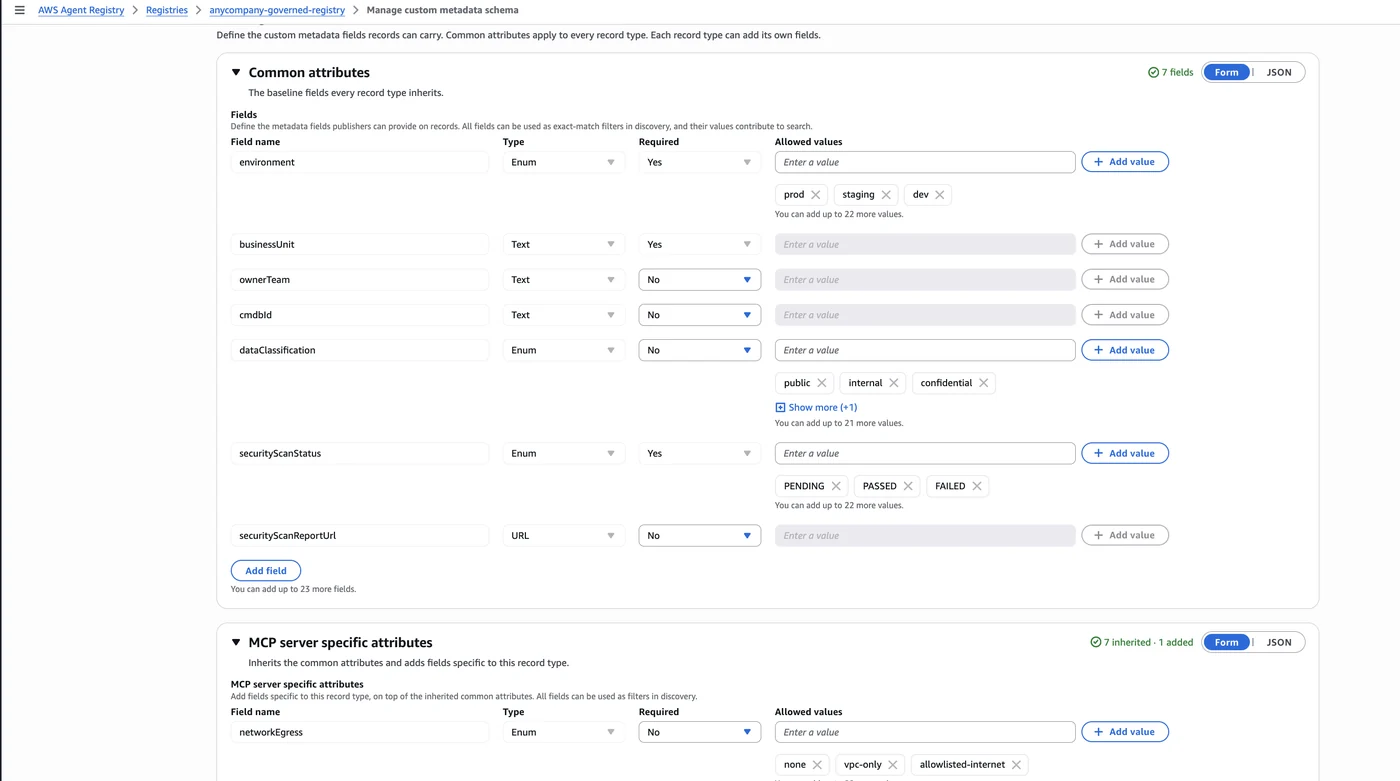 AWS Agent Registry > Registries > anycompany-governed-registry > Manage custom metadata schema
Define the custom metadata fields records can carry. Common attributes apply to every record type. Each record type can add its own fields.
Common attributes 7 fields Form JSON
The baseline fields every record type inherits.
Fields
Define the metadata fields publishers can provide on records. All fields can be used as exact-match filters in discovery, and their values contribute to search.
Field name Type Required Allowed values
environment Enum Yes Enter a value + Add value
prod staging dev
You can add up to 22 more values.
businessUnit Text Yes Enter a value + Add value
ownerTeam Text No Enter a value + Add value
cmdbId Text No Enter a value + Add value
dataClassification Enum No Enter a value + Add value
public internal confidential
Show more (+1)
You can add up to 21 more values.
securityScanStatus Enum Yes Enter a value + Add value
PENDING PASSED FAILED
You can add up to 22 more values.
securityScanReportUrl URL No Enter a value + Add value
Add field
You can add up to 23 more fields.
MCP server specific attributes 7 inherited · 1 added Form JSON
Inherits the common attributes and adds fields specific to this record type.
MCP server specific attributes
Add fields specific to this record type, on top of the inherited common attributes. All fields can be used as filters in discovery.
Field name Type Required Allowed values
networkEgress Enum No Enter a value + Add value
none vpc-only allowlisted-internet